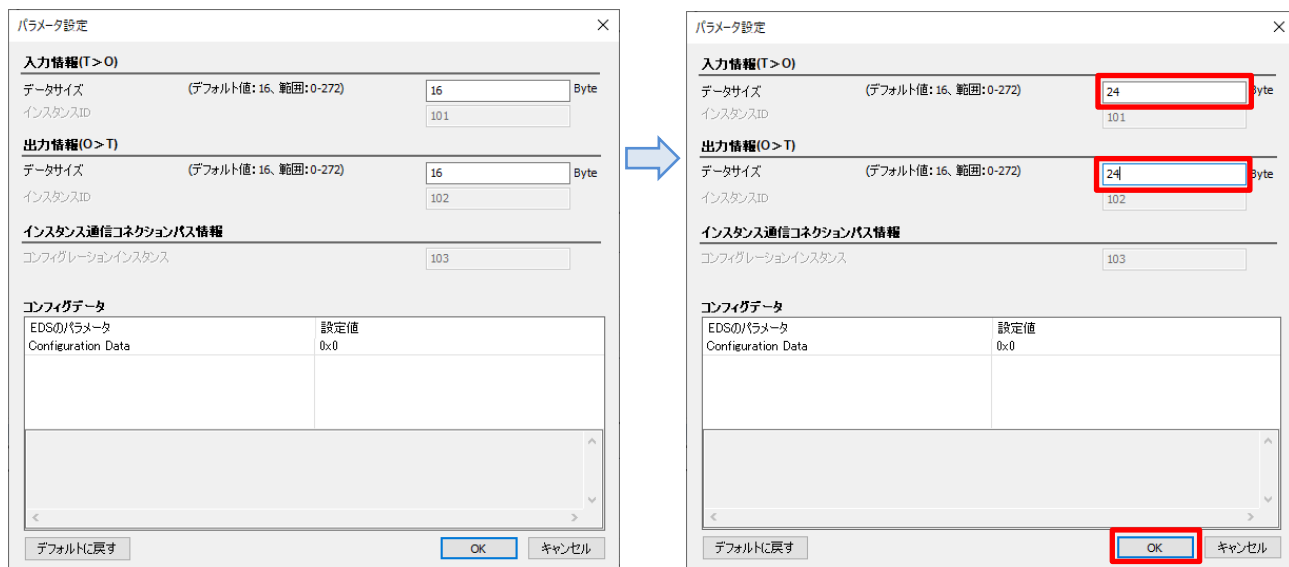 パラメータ設定
入力情報(T>O)
データサイズ (デフォルト値：16、範囲：0-272) 16 Byte
インスタンスID 101
出力情報(O>T)
データサイズ (デフォルト値：16、範囲：0-272) 16 Byte
インスタンスID 102
インスタンス通信コネクションパス情報
コンフィグレーションインスタンス 103
コンフィグデータ
EDSのパラメータ 設定値
Configuration Data 0x0
デフォルトに戻す OK キャンセル
パラメータ設定
入力情報(T>O)
データサイズ (デフォルト値：16、範囲：0-272) 24 Byte
インスタンスID 101
出力情報(O>T)
データサイズ (デフォルト値：16、範囲：0-272) 24 Byte
インスタンスID 102
インスタンス通信コネクションパス情報
コンフィグレーションインスタンス 103
コンフィグデータ
EDSのパラメータ 設定値
Configuration Data 0x0
デフォルトに戻す OK キャンセル